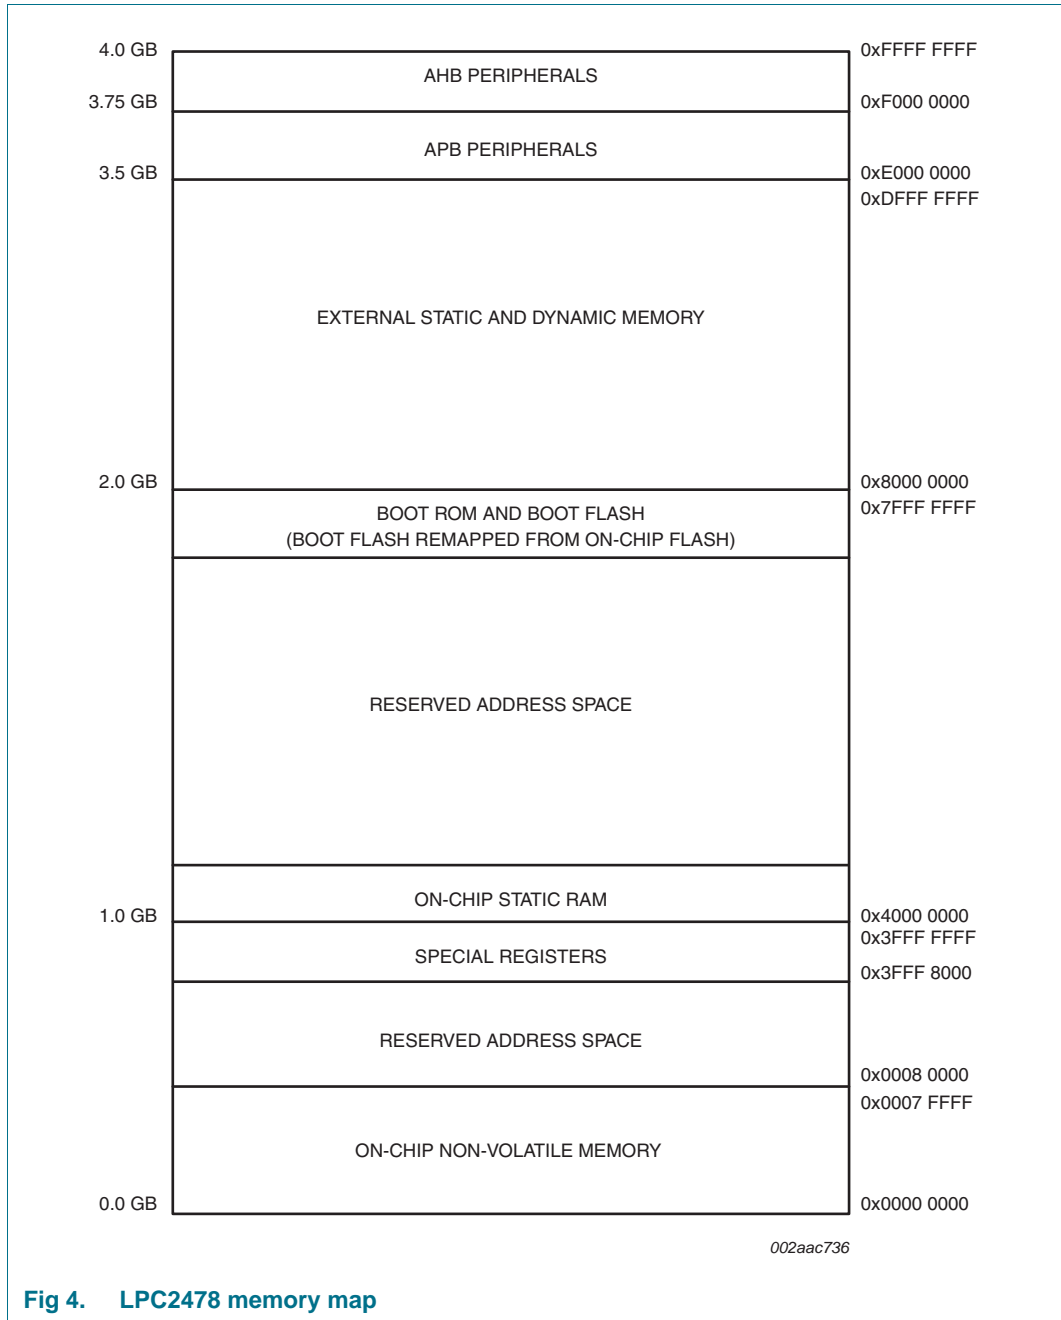 4.0 GB 0xFFFF FFFF
AHB PERIPHERALS
3.75 GB 0xF000 0000
APB PERIPHERALS
3.5 GB 0xE000 0000
0xDFFF FFFF
EXTERNAL STATIC AND DYNAMIC MEMORY
2.0 GB 0x8000 0000
BOOT ROM AND BOOT FLASH 0x7FFF FFFF
(BOOT FLASH REMAPPED FROM ON-CHIP FLASH)
RESERVED ADDRESS SPACE
ON-CHIP STATIC RAM
1.0 GB 0x4000 0000
0x3FFF FFFF
SPECIAL REGISTERS
0x3FFF 8000
RESERVED ADDRESS SPACE
0x0008 0000
0x0007 FFFF
ON-CHIP NON-VOLATILE MEMORY
0.0 GB 0x0000 0000
002aac736
Fig 4. LPC2478 memory map